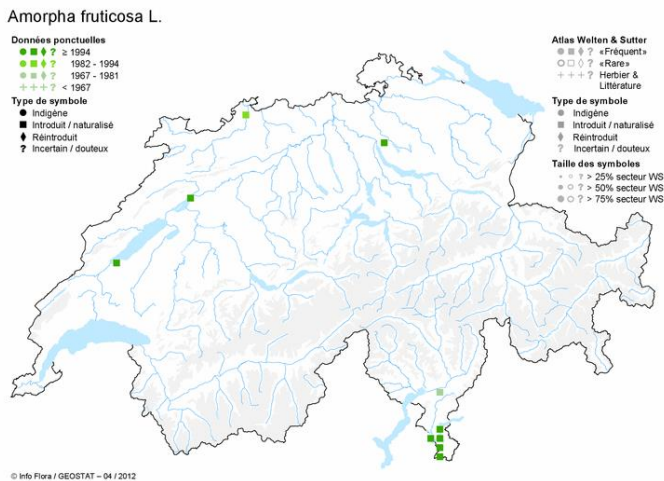 Amorpha fruticosa L.
Données ponctuelles
? ≥ 1994
? 1982 - 1994
? 1967 - 1981
++++ < 1967
Type de symbole
Indigène
Introduit / naturalisé
Réintroduit
? Incertain / douteux
Atlas Welten & Sutter
? «Fréquent»
? «Rare»
+++ Herbier &
Littérature
Type de symbole
Indigène
Introduit / naturalisé
Réintroduit
? Incertain / douteux
Taille des symboles
? > 25% secteur WS
? > 50% secteur WS
? > 75% secteur WS
© Info Flora / GEOSTAT – 04 / 2012